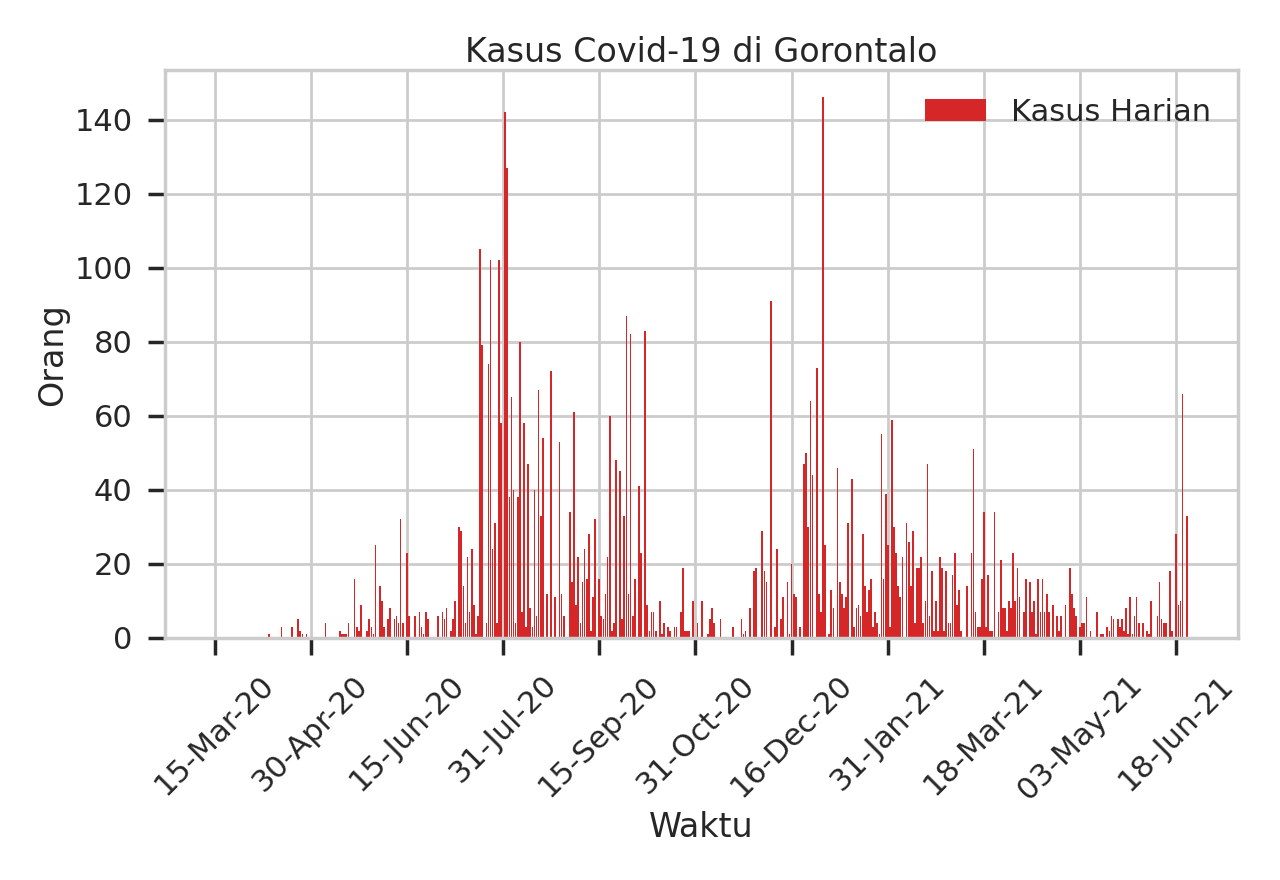 Kasus Covid-19 di Gorontalo
Kasus Harian
Orang
140
120
100
80
60
40
20
0
15-Mar-20
30-Apr-20
15-Jun-20
31-Jul-20
15-Sep-20
31-Oct-20
16-Dec-20
31-Jan-21
18-Mar-21
03-May-21
18-Jun-21
Waktu